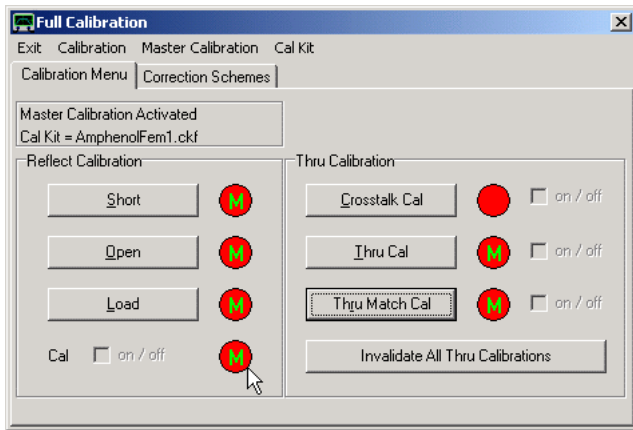 Full Calibration
Exit Calibration Master Calibration Cal Kit
Calibration Menu Correction Schemes
Master Calibration Activated
Cal Kit = AmphenolFem1.ckf
Reflect Calibration
Short M
Open M
Load M
Cal on / off M
Thru Calibration
Crosstalk Cal on / off
Thru Cal M on / off
Thru Match Cal M on / off
Invalidate All Thru Calibrations